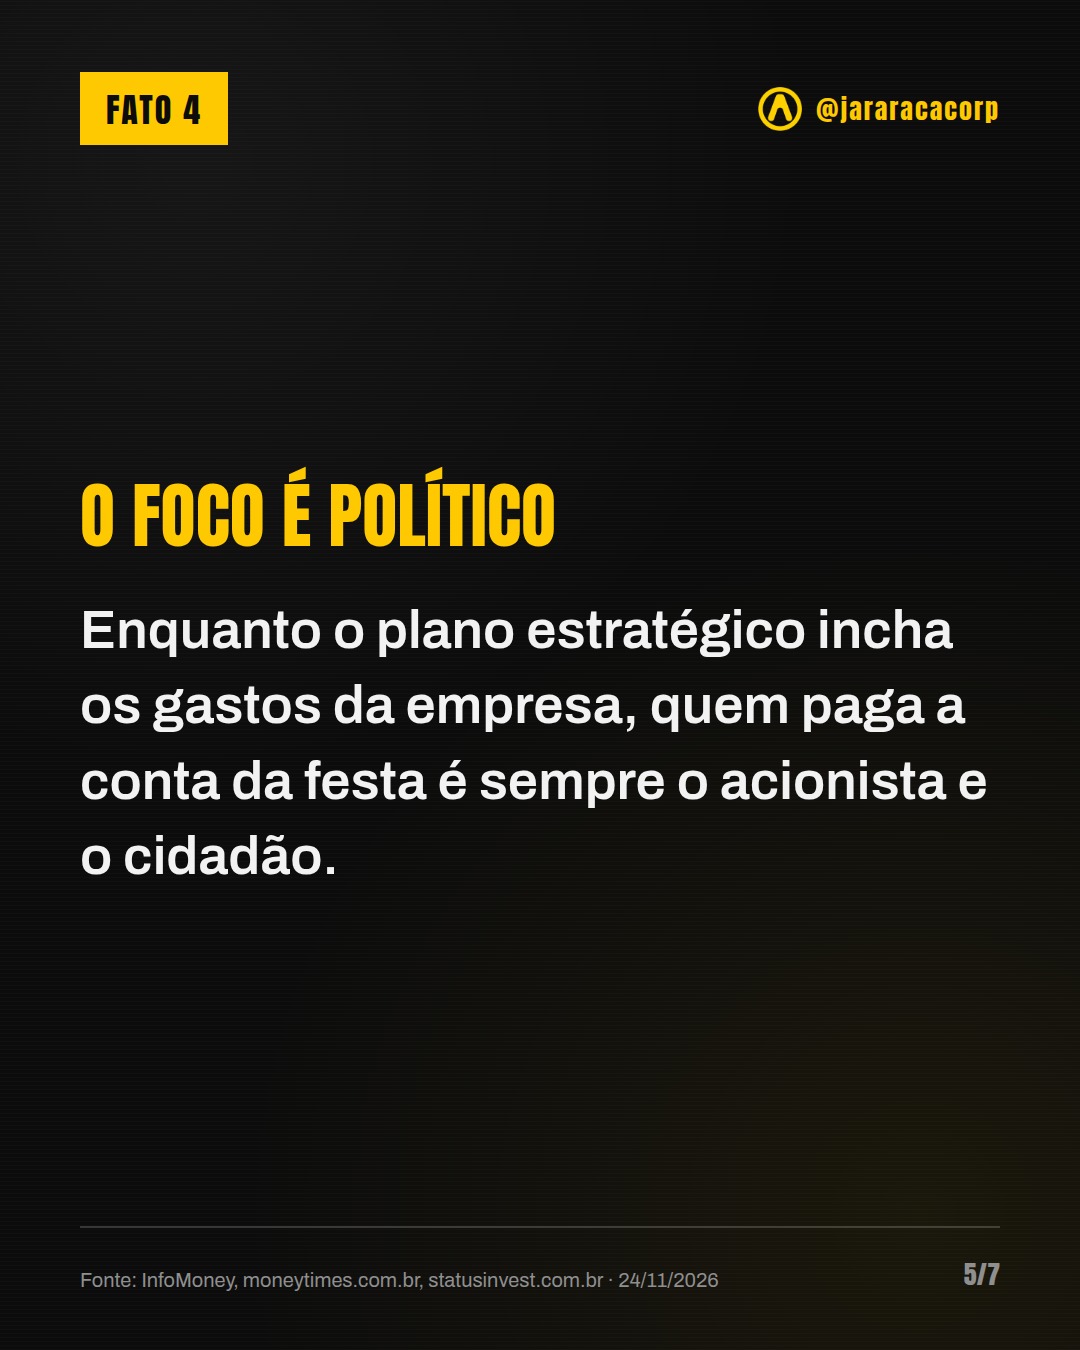 FATO 4
@jararacacorp
O FOCO É POLÍTICO
Enquanto o plano estratégico incha
os gastos da empresa, quem paga a
conta da festa é sempre o acionista e
o cidadão.
Fonte: InfoMoney, moneytimes.com.br, statusinvest.com.br · 24/11/2026
5/7